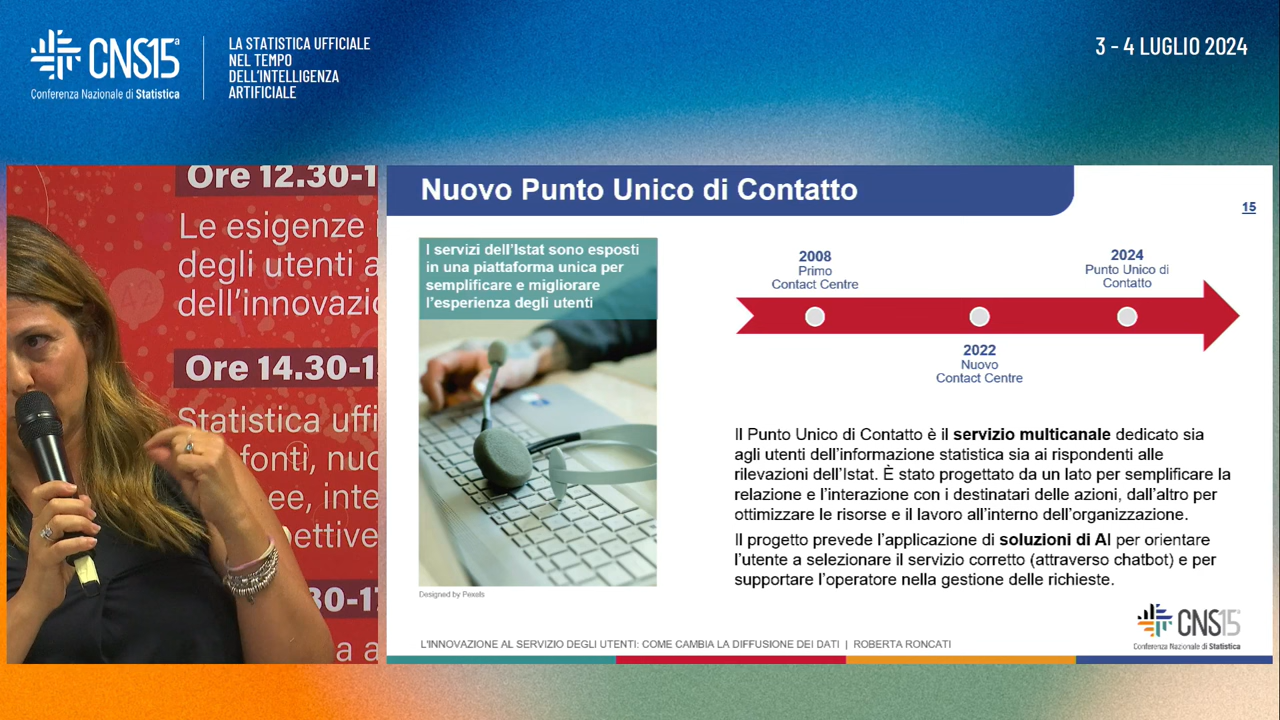 CNS15ª
Conferenza Nazionale di Statistica
LA STATISTICA UFFICIALE
NEL TEMPO
DELL'INTELLIGENZA
ARTIFICIALE
3 - 4 LUGLIO 2024
Ore 12.30-1
Le esigenze i
degli utenti a
dell'innovazio
Ore 14.30-1
Statistica uffi
fonti, nuo
ee, inte
pettive
30-17
a a
Nuovo Punto Unico di Contatto
15
I servizi dell'Istat sono esposti
in una piattaforma unica per
semplificare e migliorare
l'esperienza degli utenti
Designed by Pexels
2008
Primo
Contact Centre
2022
Nuovo
Contact Centre
2024
Punto Unico di
Contatto
Il Punto Unico di Contatto è il servizio multicanale dedicato sia
agli utenti dell'informazione statistica sia ai rispondenti alle
rilevazioni dell'Istat. È stato progettato da un lato per semplificare la
relazione e l'interazione con i destinatari delle azioni, dall'altro per
ottimizzare le risorse e il lavoro all'interno dell'organizzazione.
Il progetto prevede l'applicazione di soluzioni di AI per orientare
l'utente a selezionare il servizio corretto (attraverso chatbot) e per
supportare l'operatore nella gestione delle richieste.
L'INNOVAZIONE AL SERVIZIO DEGLI UTENTI: COME CAMBIA LA DIFFUSIONE DEI DATI | ROBERTA RONCATI
CNS15ª
Conferenza Nazionale di Statistica